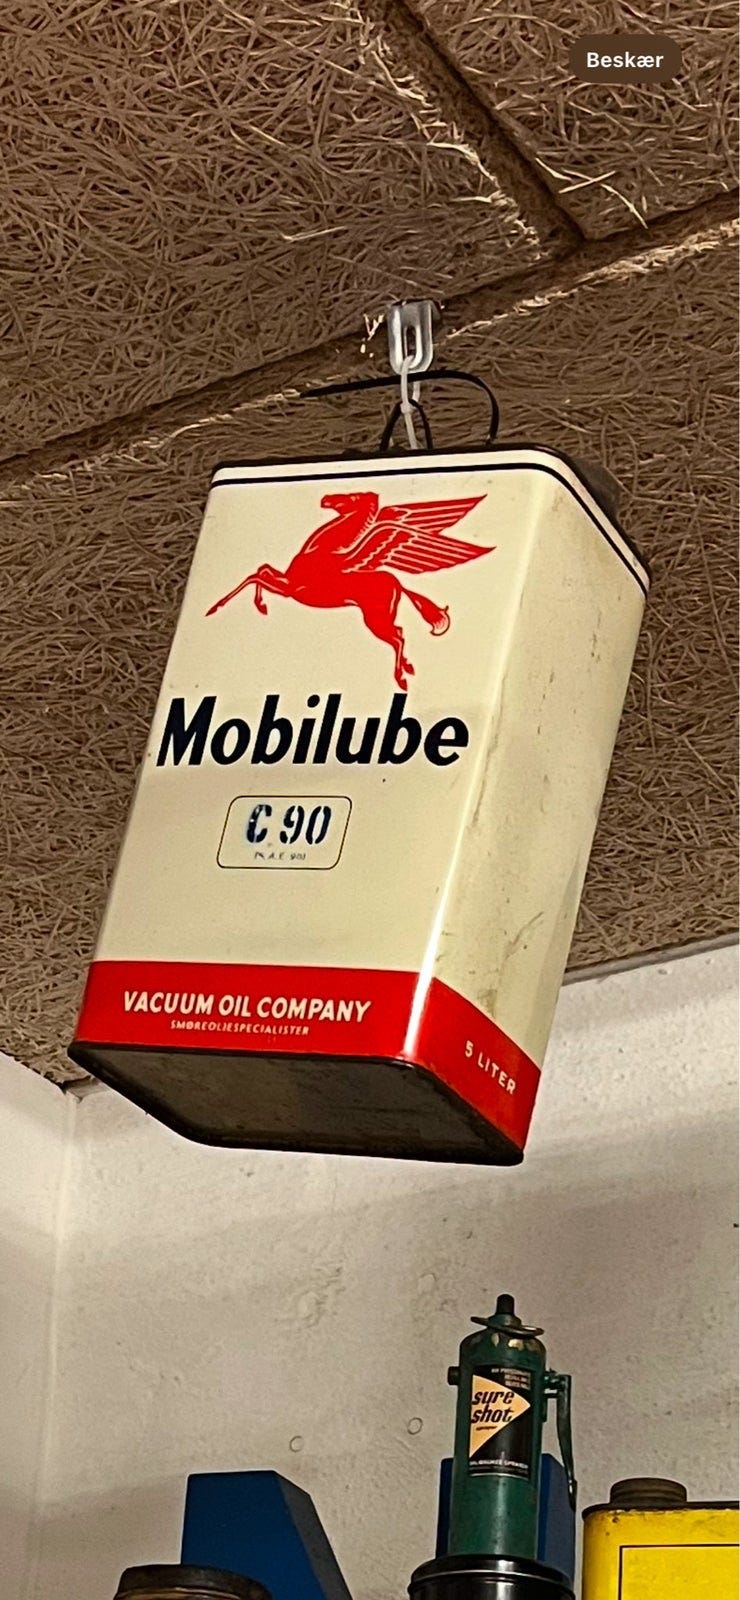 Beskær
Mobilube
C 90
VACUUM OIL COMPANY
SMØREOLIESPECIALISTER
5 LITER
sure
shot